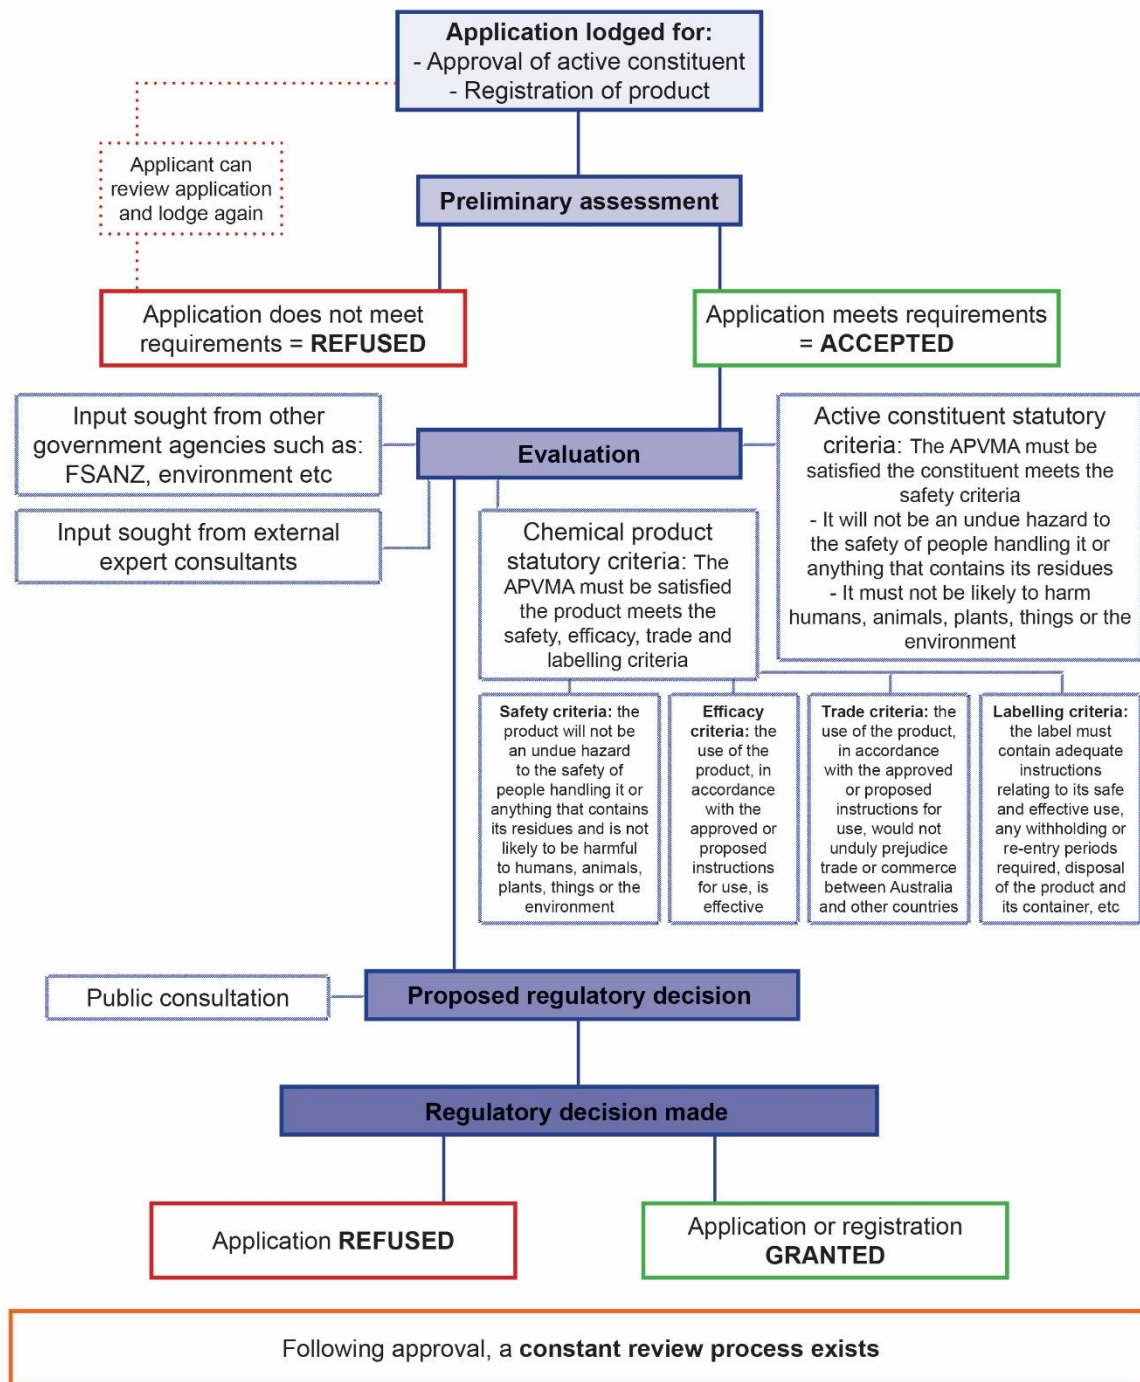 Application lodged for:
- Approval of active constituent
- Registration of product
Applicant can
review application
and lodge again
Preliminary assessment
Application does not meet
requirements = REFUSED
Application meets requirements
= ACCEPTED
Input sought from other
government agencies such as:
FSANZ, environment etc
Input sought from external
expert consultants
Evaluation
Active constituent statutory
criteria: The APVMA must be
satisfied the constituent meets the
safety criteria
- It will not be an undue hazard to
the safety of people handling it or
anything that contains its residues
- It must not be likely to harm
humans, animals, plants, things or the
environment
Chemical product
statutory criteria: The
APVMA must be satisfied
the product meets the
safety, efficacy, trade and
labelling criteria
Safety criteria: the
product will not be
an undue hazard
to the safety of
people handling it or
anything that contains
its residues and is not
likely to be harmful
to humans, animals,
plants, things or the
environment
Efficacy
criteria: the
use of the
product, in
accordance
with the
approved or
proposed
instructions
for use, is
effective
Trade criteria: the
use of the product,
in accordance
with the approved
or proposed
instructions for
use, would not
unduly prejudice
trade or commerce
between Australia
and other countries
Labelling criteria:
the label must
contain adequate
instructions
relating to its safe
and effective use,
any withholding or
re-entry periods
required, disposal
of the product and
its container, etc
Public consultation
Proposed regulatory decision
Regulatory decision made
Application REFUSED
Application or registration
GRANTED
Following approval, a constant review process exists